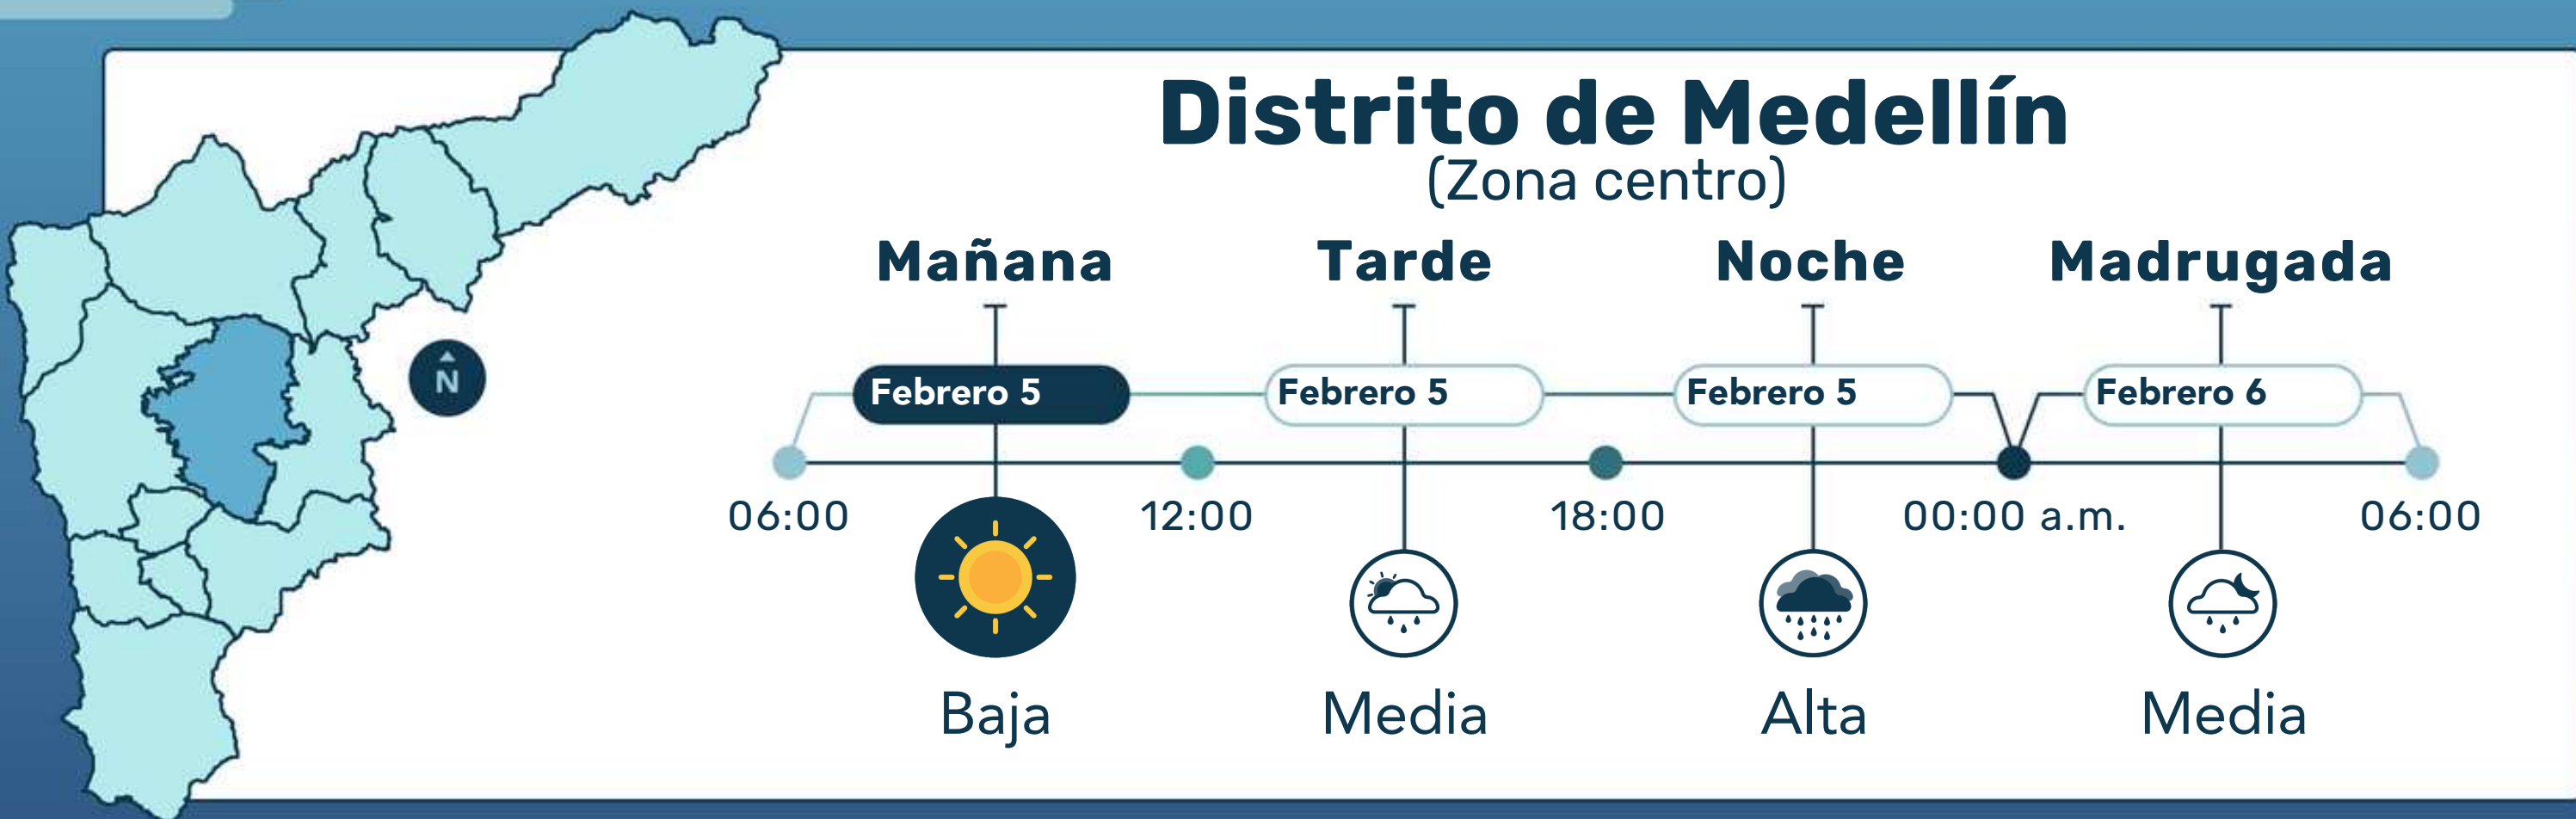 Distrito de Medellín
(Zona centro)
Mañana Tarde Noche Madrugada
Febrero 5 Febrero 5 Febrero 5 Febrero 6
N
06:00 12:00 18:00 00:00 a.m. 06:00
Baja Media Alta Media